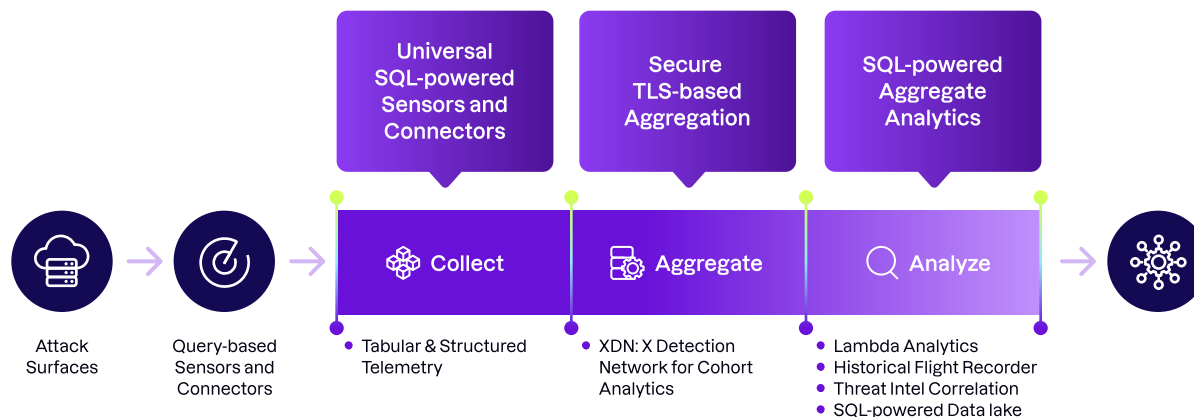 Universal
SQL-powered
Sensors and
Connectors
Secure
TLS-based
Aggregation
SQL-powered
Aggregate
Analytics
Collect
Aggregate
Analyze
Attack
Surfaces
Query-based
Sensors and
Connectors
Tabular & Structured
Telemetry
XDN: X Detection
Network for Cohort
Analytics
Lambda Analytics
Historical Flight Recorder
Threat Intel Correlation
SQL-powered Data lake